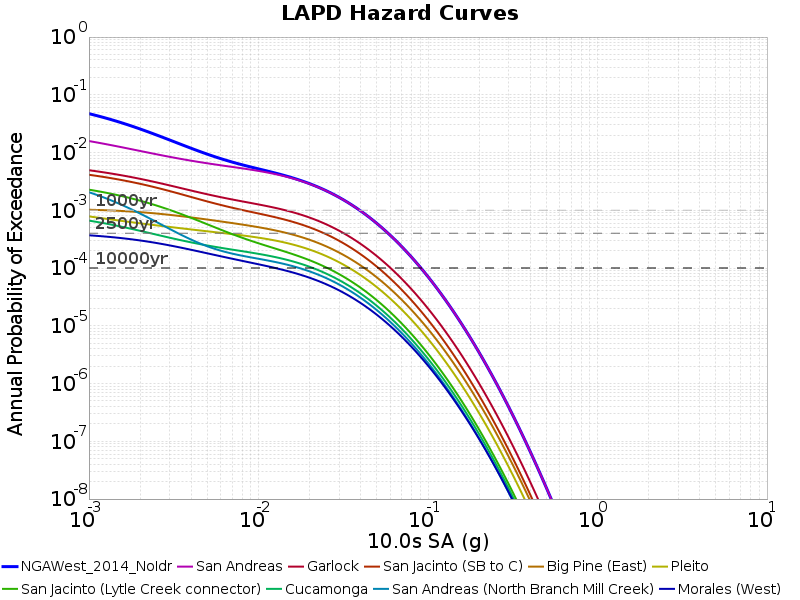 LAPD Hazard Curves
Annual Probability of Exceedance
10^0
10^-1
10^-2
10^-3
10^-4
10^-5
10^-6
10^-7
10^-8
1000yr
2500yr
10000yr
10^-3 10^-2 10^-1 10^0 10^1
10.0s SA (g)
NGAWest_2014_NoIdr San Andreas Garlock San Jacinto (SB to C) Big Pine (East) Pleito
San Jacinto (Lytle Creek connector) Cucamonga San Andreas (North Branch Mill Creek) Morales (West)